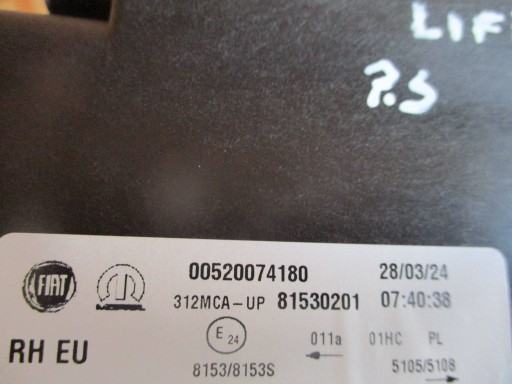 LIF
P.S
FIAT
00520074180 28/03/24
312MCA-UP 81530201 07:40:38
RH EU
E 24
011a 01HC PL
8153/8153S
5105/5108